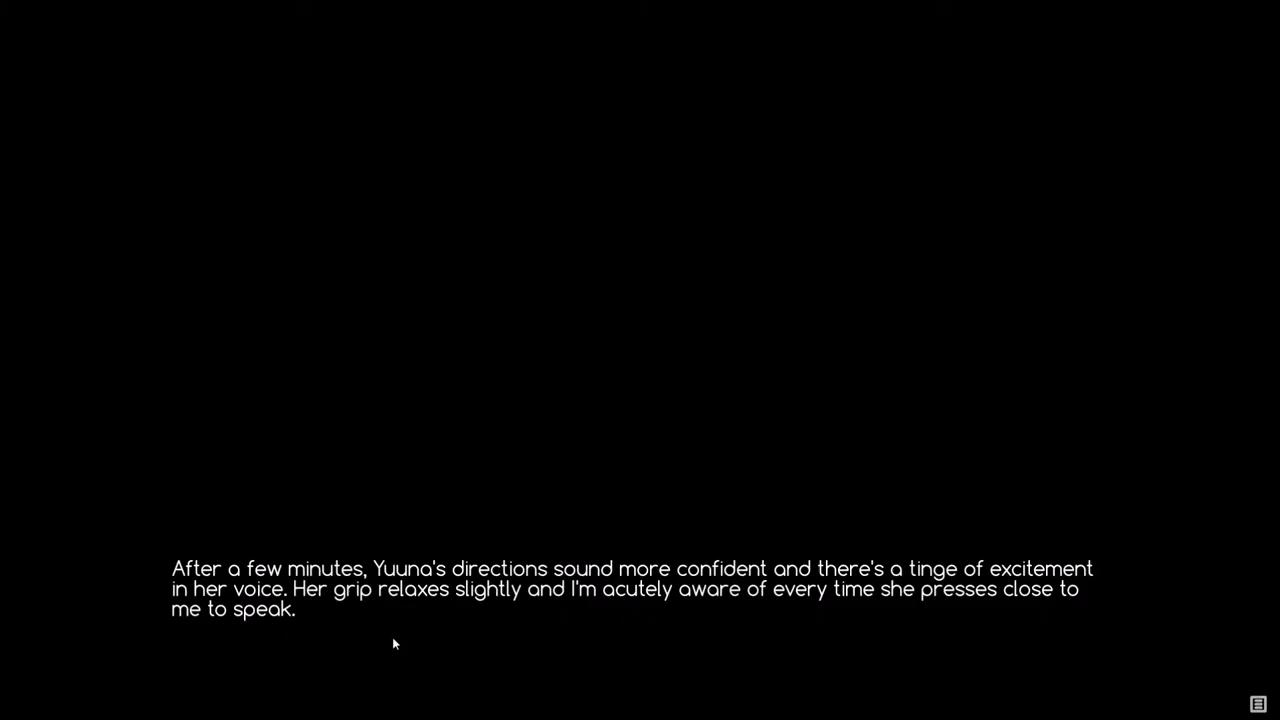 After a few minutes, Yuuna's directions sound more confident and there's a tinge of excitement
in her voice. Her grip relaxes slightly and I'm acutely aware of every time she presses close to
me to speak.